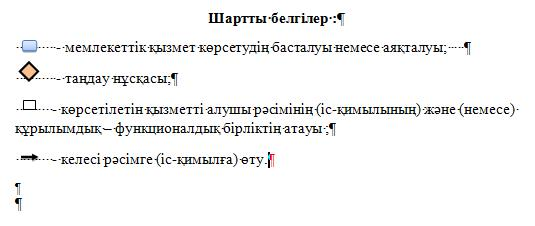 Шартты белгілер :
- мемлекеттік қызмет көрсетудің басталуы немесе аяқталуы;
- таңдау нұсқасы;
- көрсетілетін қызметті алушы рәсімінің (іс-қимылының) және (немесе)
құрылымдық – функционалдық бірліктің атауы ;
- келесі рәсімге (іс-қимылға) өту.